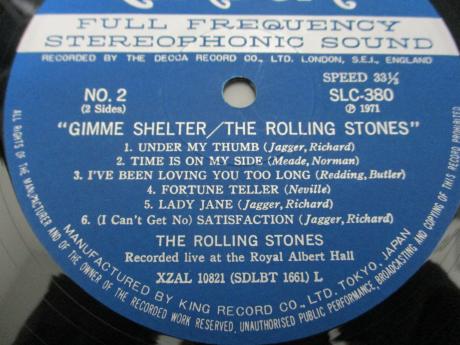 FULL FREQUENCY
STEREOPHONIC SOUND
RECORDED BY THE DECCA RECORD CO., LTD. LONDON, S.E.I., ENGLAND
SPEED 33⅓
NO. 2
(2 Sides)
SLC-380
Ⓟ 1971
"GIMME SHELTER/THE ROLLING STONES"
1. UNDER MY THUMB (Jagger, Richard)
2. TIME IS ON MY SIDE (Meade, Norman)
3. I'VE BEEN LOVING YOU TOO LONG (Redding, Butler)
4. FORTUNE TELLER (Neville)
5. LADY JANE (Jagger, Richard)
6. (I Can't Get No) SATISFACTION (Jagger, Richard)
THE ROLLING STONES
Recorded live at the Royal Albert Hall
XZAL 10821 (SDLBT 1661) L
MANUFACTURED BY KING RECORD CO., LTD. TOKYO, JAPAN
ALL RIGHTS OF THE MANUFACTURER AND OF THE OWNER OF THE RECORDED WORK RESERVED. UNAUTHORISED PUBLIC PERFORMANCE, BROADCASTING AND COPYING OF THIS RECORD PROHIBITED